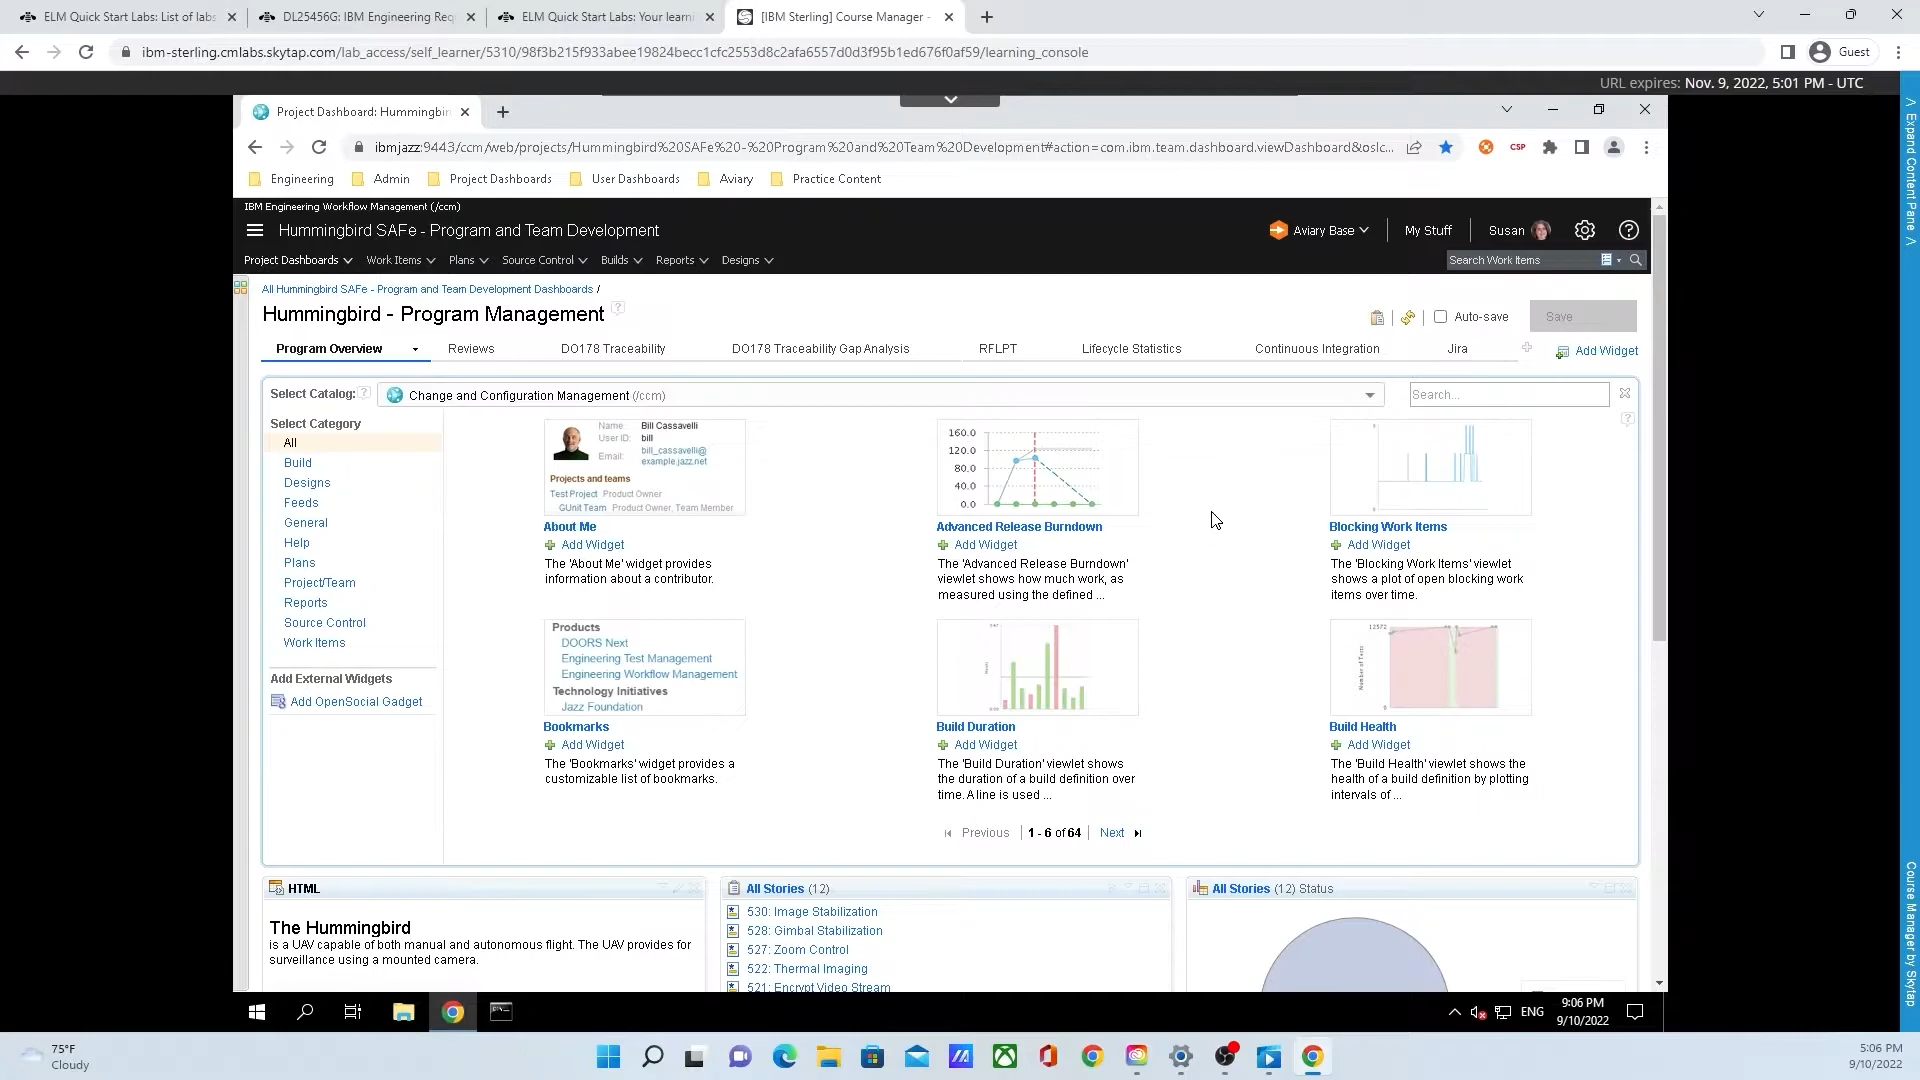 ELM Quick Start Labs: List of labs
DL25456G: IBM Engineering Req
ELM Quick Start Labs: Your learni
[IBM Sterling] Course Manager -
ibm-sterling.cmlabs.skytap.com/lab_access/self_learner/5310/98f3b215f933abee19824becc1cfc2553d8c2afa6557d0d3f95b1ed676f0af59/learning_console
Guest
URL expires: Nov. 9, 2022, 5:01 PM - UTC
Project Dashboard: Hummingbir
ibmjazz:9443/ccm/web/projects/Hummingbird%20SAFe%20-%20Program%20and%20Team%20Development#action=com.ibm.team.dashboard.viewDashboard&oslc...
CSP
Engineering
Admin
Project Dashboards
User Dashboards
Aviary
Practice Content
IBM Engineering Workflow Management (/ccm)
Hummingbird SAFe - Program and Team Development
Aviary Base
My Stuff
Susan
Project Dashboards
Work Items
Plans
Source Control
Builds
Reports
Designs
Search Work Items
All Hummingbird SAFe - Program and Team Development Dashboards /
Hummingbird - Program Management
Auto-save
Save
Program Overview
Reviews
DO178 Traceability
DO178 Traceability Gap Analysis
RFLPT
Lifecycle Statistics
Continuous Integration
Jira
Add Widget
Select Catalog:
Change and Configuration Management (/ccm)
Search...
Select Category
All
Build
Designs
Feeds
General
Help
Plans
Project/Team
Reports
Source Control
Work Items
Add External Widgets
Add OpenSocial Gadget
Name: Bill Cassavelli
User ID: bill
Email: bill_cassavelli@
example.jazz.net
Projects and teams
Test Project Product Owner
GUnit Team Product Owner, Team Member
About Me
Add Widget
The 'About Me' widget provides
information about a contributor.
160.0
120.0
80.0
40.0
0.0
Advanced Release Burndown
Add Widget
The 'Advanced Release Burndown'
viewlet shows how much work, as
measured using the defined ...
Blocking Work Items
Add Widget
The 'Blocking Work Items' viewlet
shows a plot of open blocking work
items over time.
Products
DOORS Next
Engineering Test Management
Engineering Workflow Management
Technology Initiatives
Jazz Foundation
Bookmarks
Add Widget
The 'Bookmarks' widget provides a
customizable list of bookmarks.
Build Duration
Add Widget
The 'Build Duration' viewlet shows
the duration of a build definition over
time. A line is used ...
12572
Number of Tests
Build Health
Add Widget
The 'Build Health' viewlet shows the
health of a build definition by plotting
intervals of ...
Previous
1 - 6 of 64
Next
HTML
The Hummingbird
is a UAV capable of both manual and autonomous flight. The UAV provides for
surveillance using a mounted camera.
All Stories (12)
530: Image Stabilization
528: Gimbal Stabilization
527: Zoom Control
522: Thermal Imaging
521: Encrypt Video Stream
All Stories (12) Status
ENG
9:06 PM
9/10/2022
< Expand Content Pane <
Course Manager by Skytap
75°F
Cloudy
5:06 PM
9/10/2022